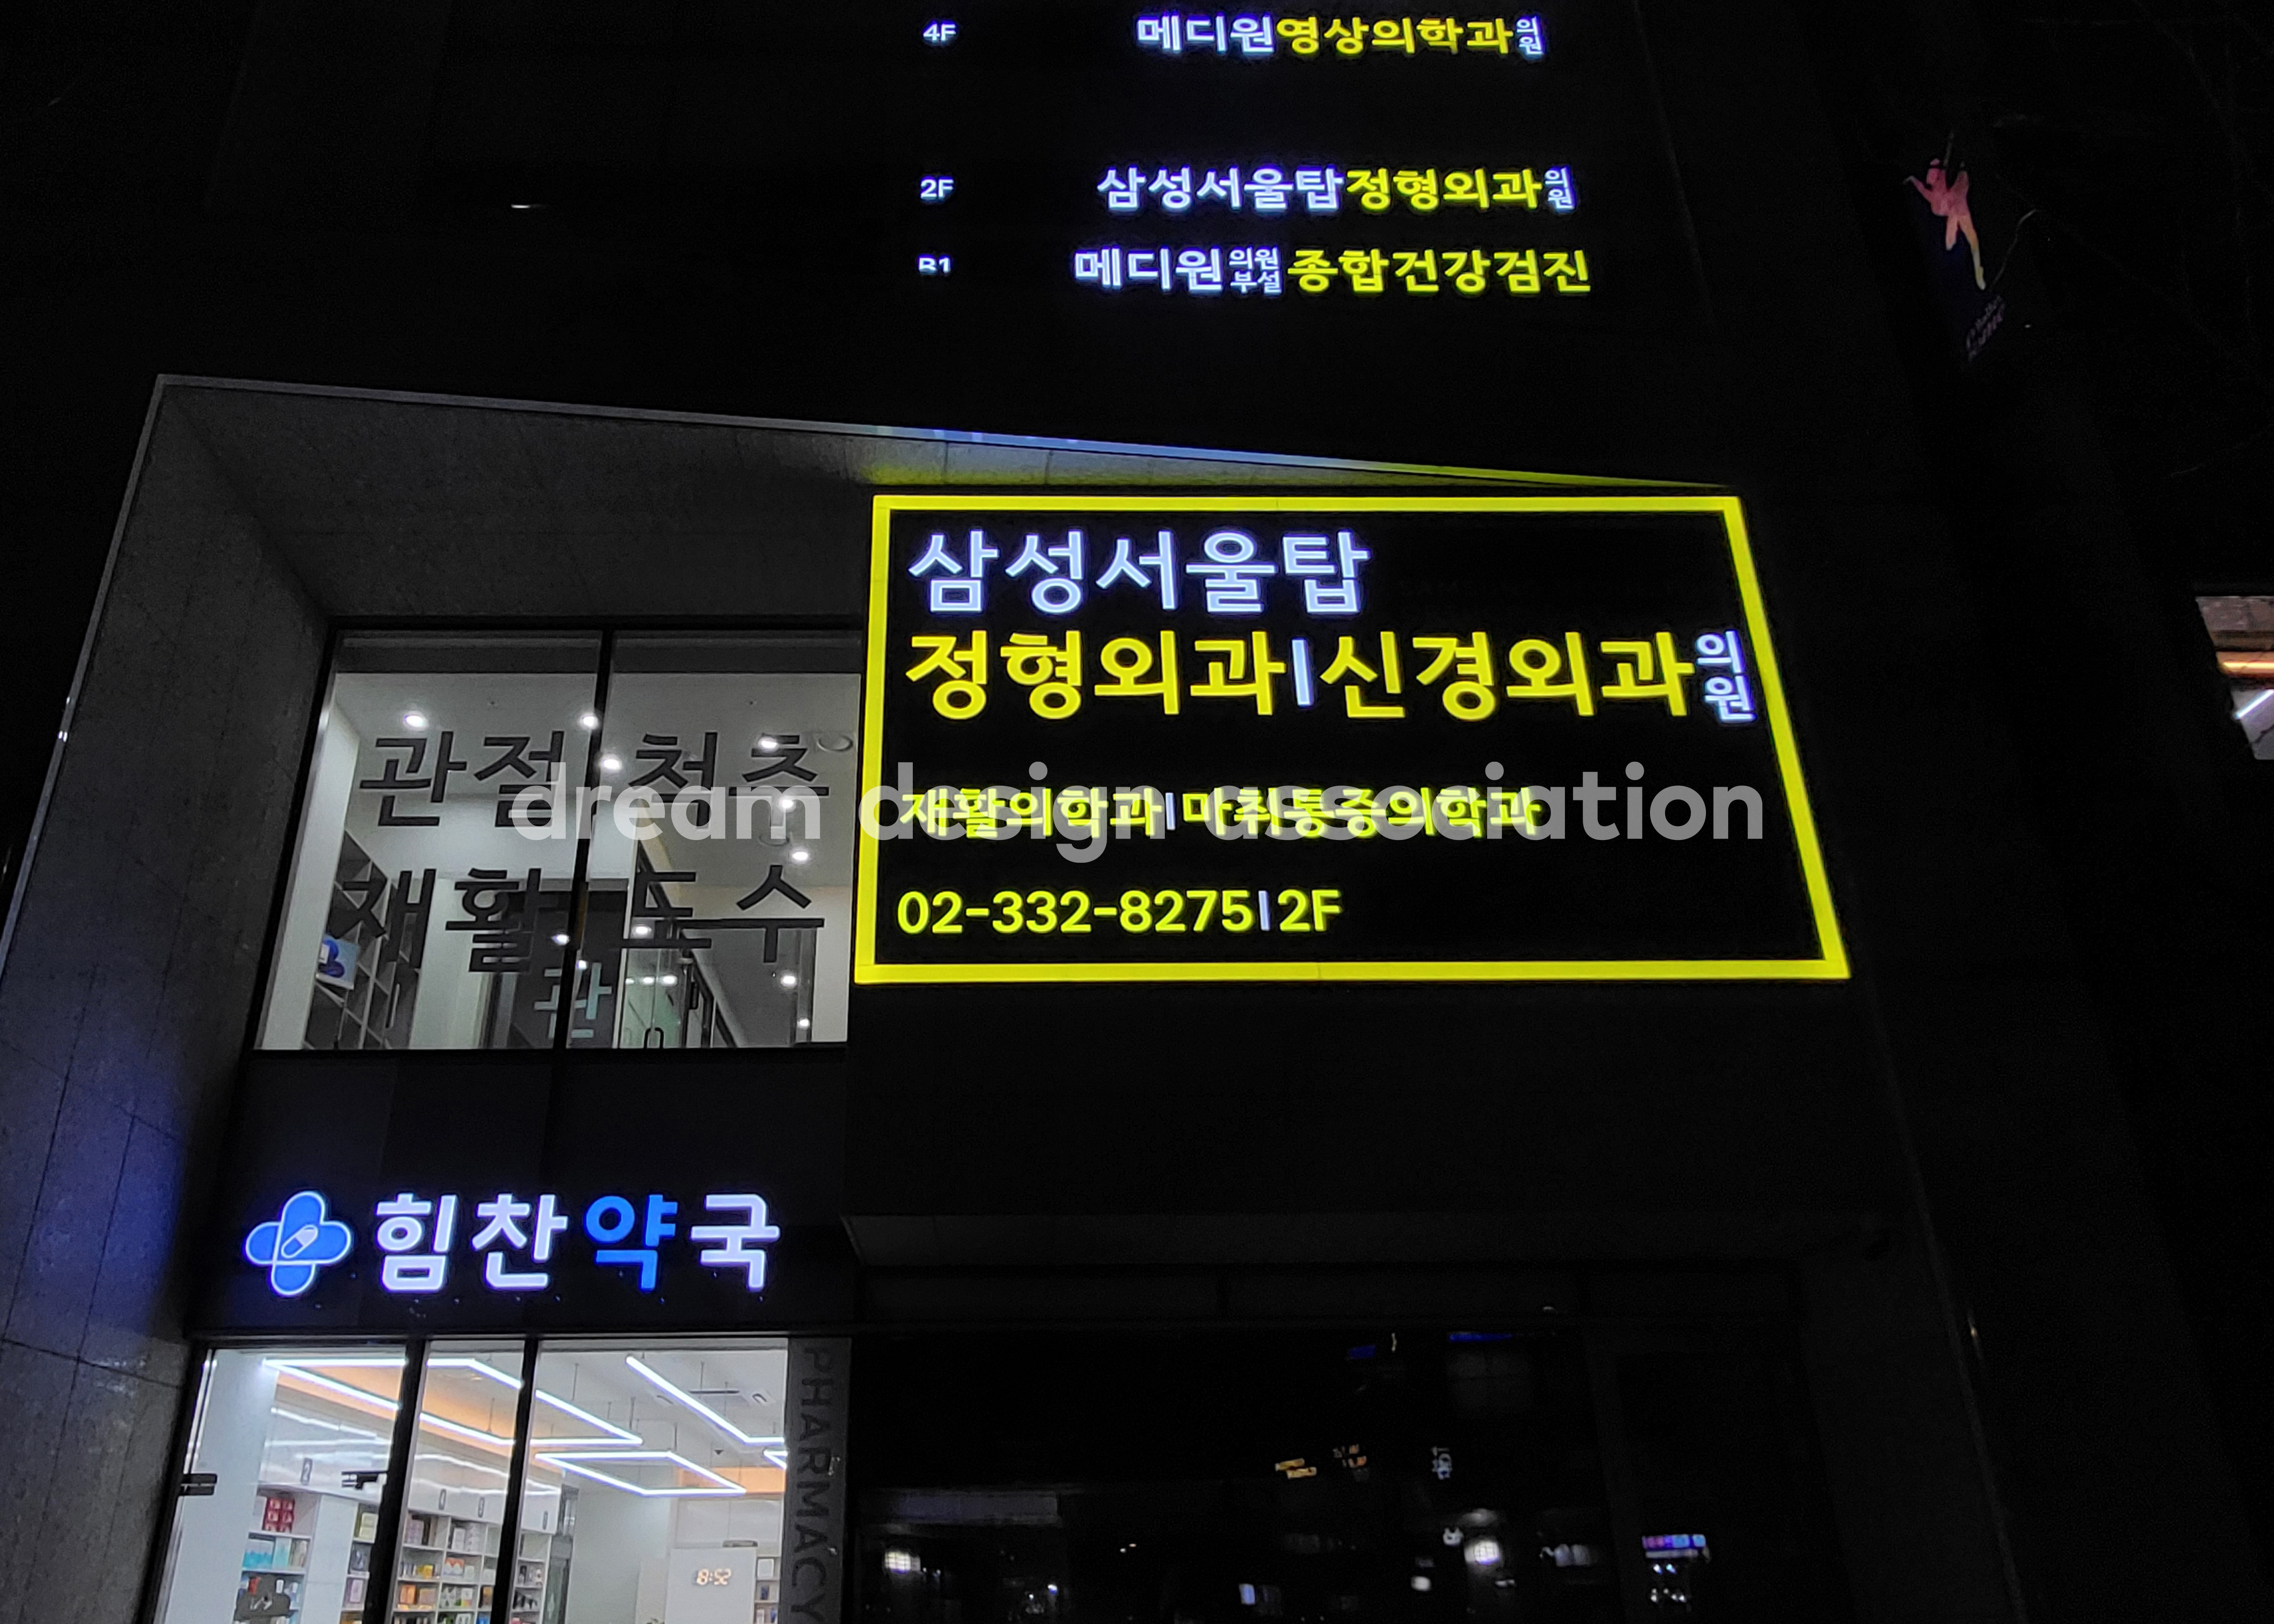 4F 메디원영상의학과의원
2F 삼성서울탑정형외과의원
B1 메디원의원부설종합건강검진
삼성서울탑
정형외과|신경외과의원
재활의학과|마취통증의학과
02-332-8275|2F
관절 척추
재활 도수
dream design association
힘찬약국
PHARMACY
18:52